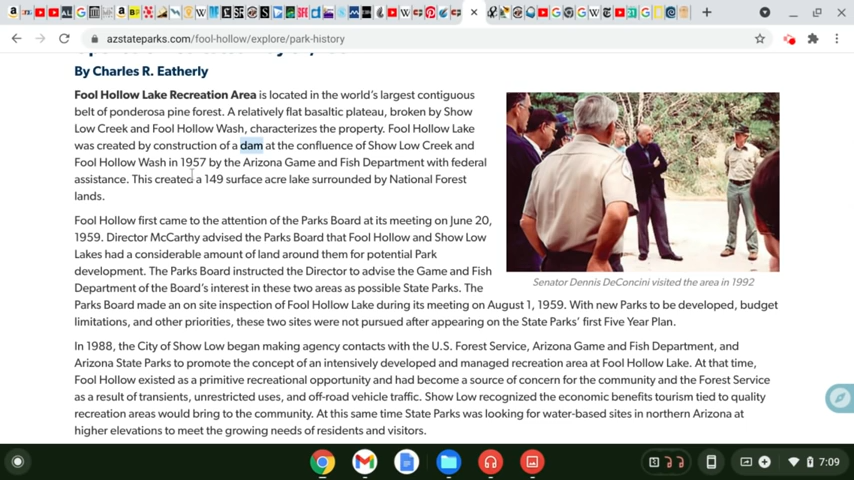 azstateparks.com/fool-hollow/explore/park-history
By Charles R. Eatherly
Fool Hollow Lake Recreation Area is located in the world's largest contiguous
belt of ponderosa pine forest. A relatively flat basaltic plateau, broken by Show
Low Creek and Fool Hollow Wash, characterizes the property. Fool Hollow Lake
was created by construction of a dam at the confluence of Show Low Creek and
Fool Hollow Wash in 1957 by the Arizona Game and Fish Department with federal
assistance. This created a 149 surface acre lake surrounded by National Forest
lands.
Senator Dennis DeConcini visited the area in 1992
Fool Hollow first came to the attention of the Parks Board at its meeting on June 20,
1959. Director McCarthy advised the Parks Board that Fool Hollow and Show Low
Lakes had a considerable amount of land around them for potential Park
development. The Parks Board instructed the Director to advise the Game and Fish
Department of the Board's interest in these two areas as possible State Parks. The
Parks Board made an on site inspection of Fool Hollow Lake during its meeting on August 1, 1959. With new Parks to be developed, budget
limitations, and other priorities, these two sites were not pursued after appearing on the State Parks' first Five Year Plan.
In 1988, the City of Show Low began making agency contacts with the U.S. Forest Service, Arizona Game and Fish Department, and
Arizona State Parks to promote the concept of an intensively developed and managed recreation area at Fool Hollow Lake. At that time,
Fool Hollow existed as a primitive recreational opportunity and had become a source of concern for the community and the Forest Service
as a result of transients, unrestricted uses, and off-road vehicle traffic. Show Low recognized the economic benefits tourism tied to quality
recreation areas would bring to the community. At this same time State Parks was looking for water-based sites in northern Arizona at
higher elevations to meet the growing needs of residents and visitors.
7:09